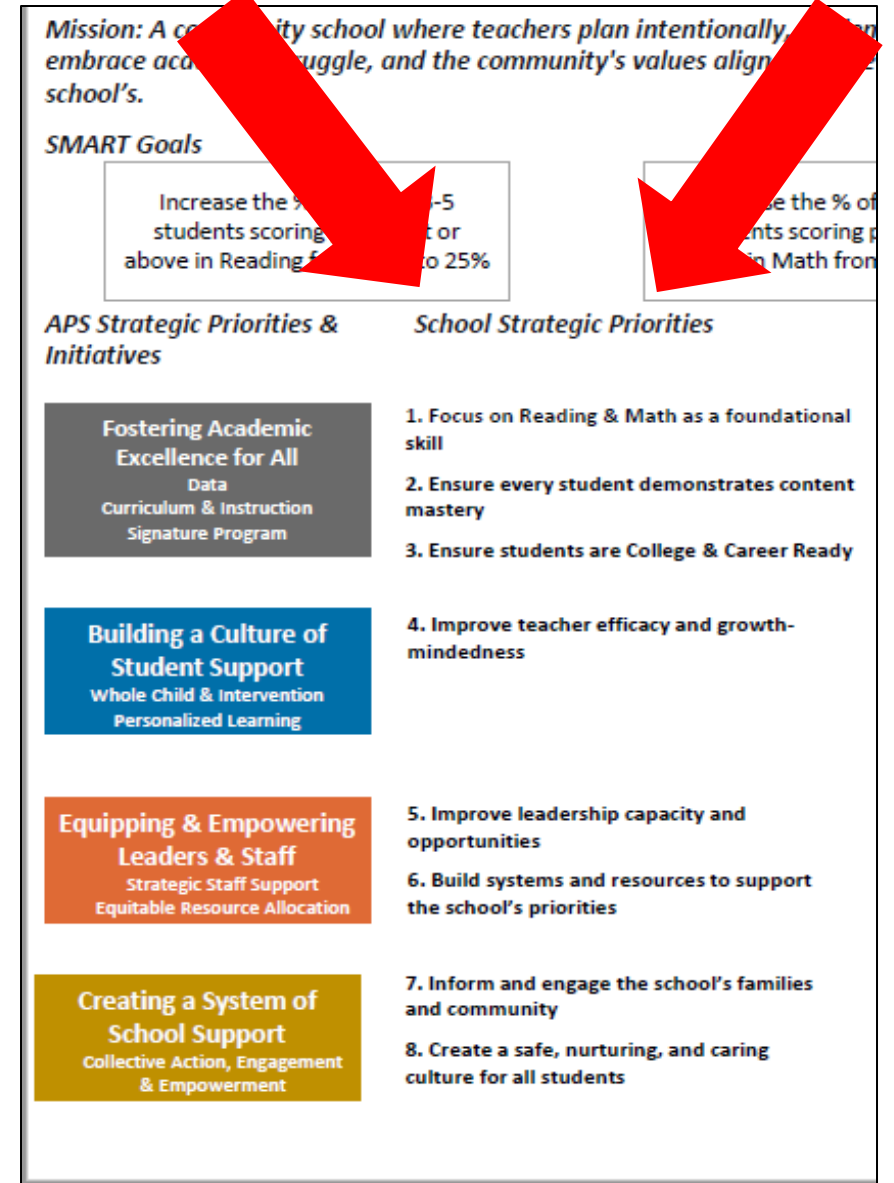 Mission: A ity school where teachers plan intentionally,
embrace uggle, and the community's values align
school's.
SMART Goals
Increase the -5
students scoring or
above in Reading to 25%
the % of
scoring
in Math from
APS Strategic Priorities &
Initiatives
School Strategic Priorities
Fostering Academic
Excellence for All
Data
Curriculum & Instruction
Signature Program
1. Focus on Reading & Math as a foundational
skill
2. Ensure every student demonstrates content
mastery
3. Ensure students are College & Career Ready
Building a Culture of
Student Support
Whole Child & Intervention
Personalized Learning
4. Improve teacher efficacy and growth-
mindedness
Equipping & Empowering
Leaders & Staff
Strategic Staff Support
Equitable Resource Allocation
5. Improve leadership capacity and
opportunities
6. Build systems and resources to support
the school's priorities
Creating a System of
School Support
Collective Action, Engagement
& Empowerment
7. Inform and engage the school's families
and community
8. Create a safe, nurturing, and caring
culture for all students